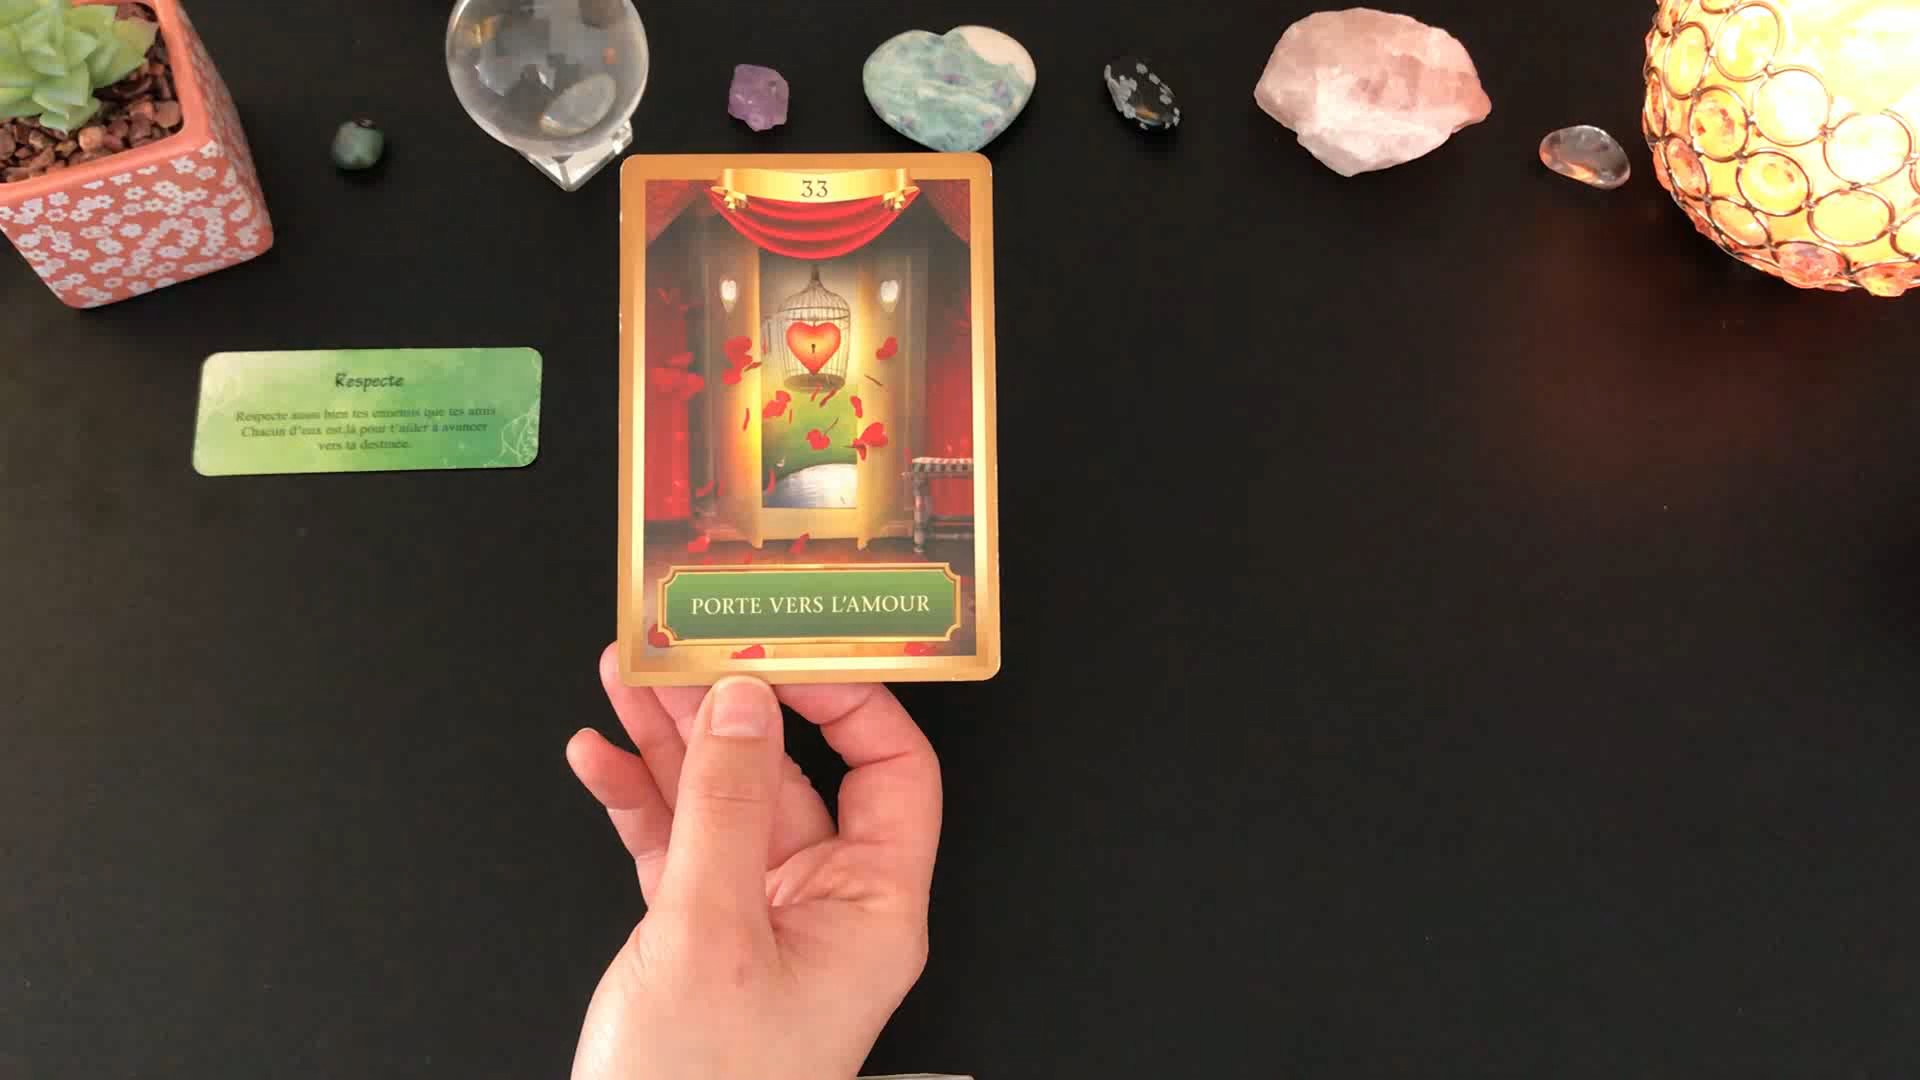 Respecte
Respecte aussi bien tes ennemis que tes amis
Chacun d'eux est là pour t'aider à avancer
vers ta destinée.
33
PORTE VERS L'AMOUR